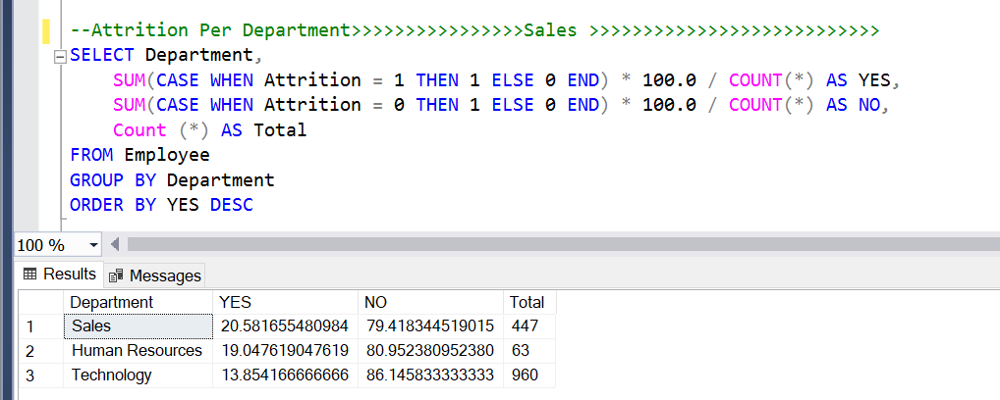 --Attrition Per Department>>>>>>>>>>>>>>>>Sales >>>>>>>>>>>>>>>>>>>>>>>>>>>
SELECT Department,
SUM(CASE WHEN Attrition = 1 THEN 1 ELSE 0 END) * 100.0 / COUNT(*) AS YES,
SUM(CASE WHEN Attrition = 0 THEN 1 ELSE 0 END) * 100.0 / COUNT(*) AS NO,
Count (*) AS Total
FROM Employee
GROUP BY Department
ORDER BY YES DESC
100 %
Results Messages
Department YES NO Total
1 Sales 20.581655480984 79.418344519015 447
2 Human Resources 19.047619047619 80.952380952380 63
3 Technology 13.854166666666 86.145833333333 960